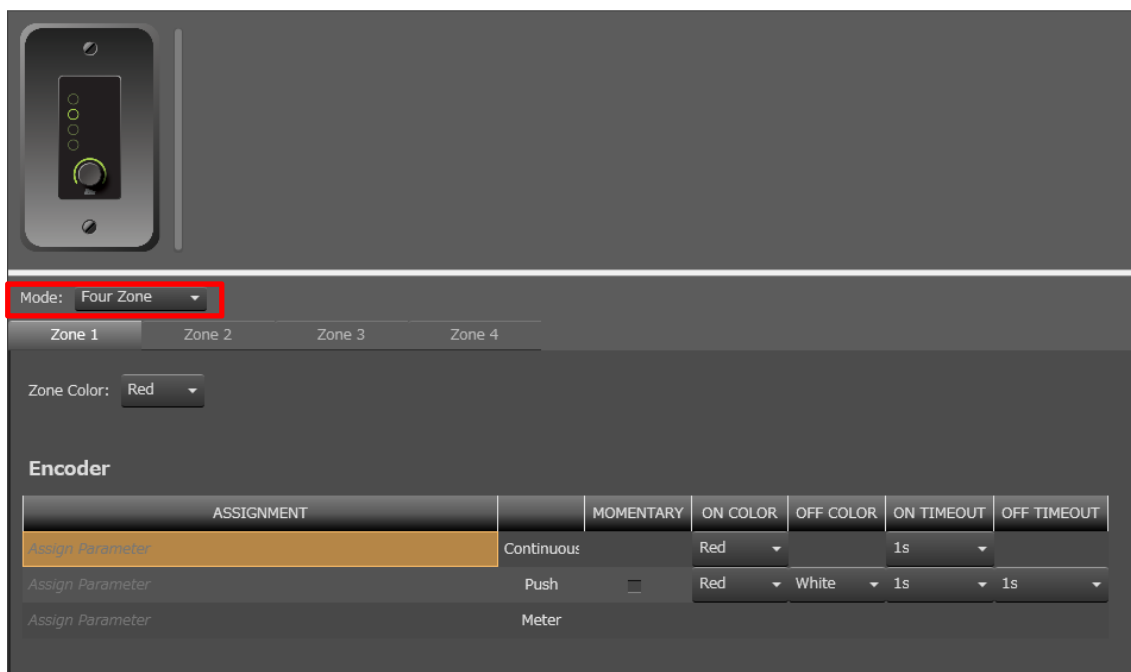 Mode: Four Zone
Zone 1 Zone 2 Zone 3 Zone 4
Zone Color: Red
Encoder
ASSIGNMENT MOMENTARY ON COLOR OFF COLOR ON TIMEOUT OFF TIMEOUT
Assign Parameter Continuous Red 1s
Assign Parameter Push Red White 1s 1s
Assign Parameter Meter